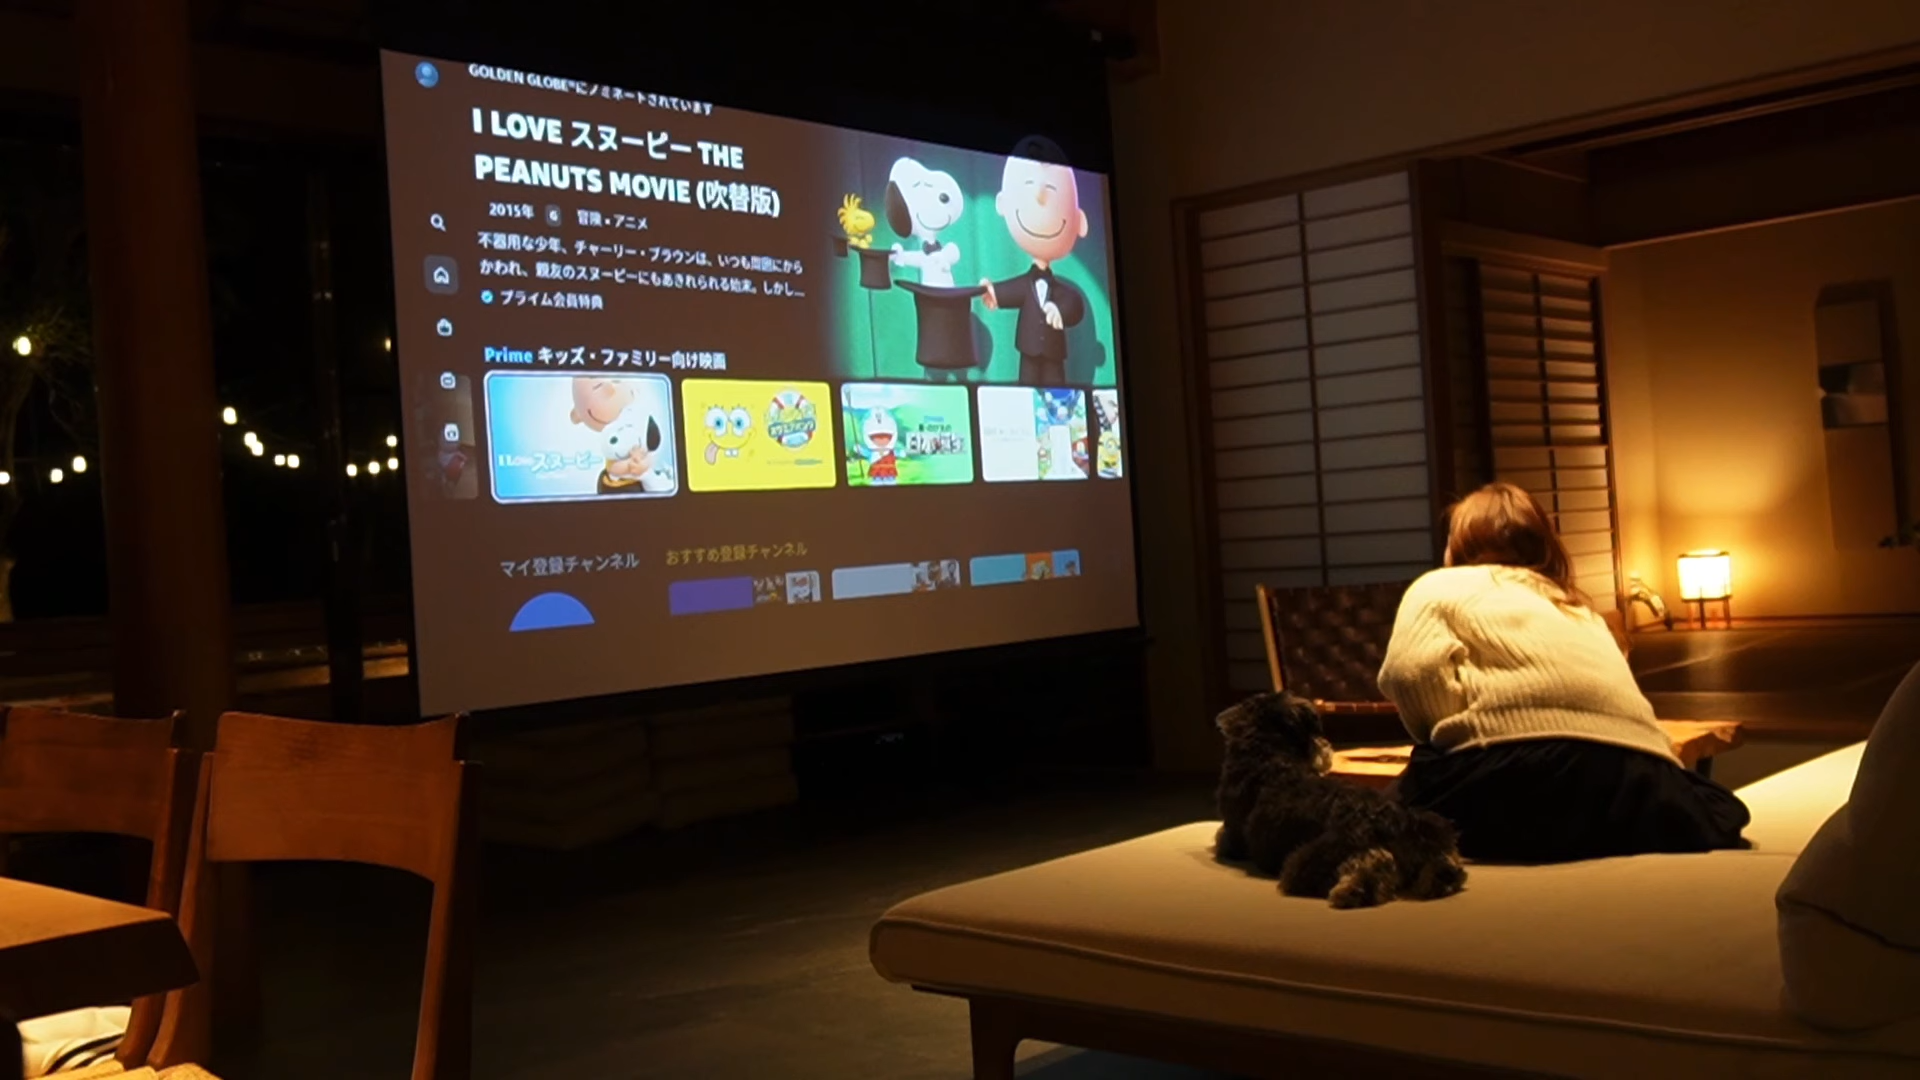 GOLDEN GLOBE®にノミネートされています
I LOVE スヌーピー THE
PEANUTS MOVIE (吹替版)
2015年 G 冒険・アニメ
不器用な少年、チャーリー・ブラウンは、いつも周囲にから
かわれ、親友のスヌーピーにもあきれられる始末。しかし...
プライム会員特典
Prime キッズ・ファミリー向け映画
I Love スヌーピー
マイ登録チャンネル
おすすめ登録チャンネル